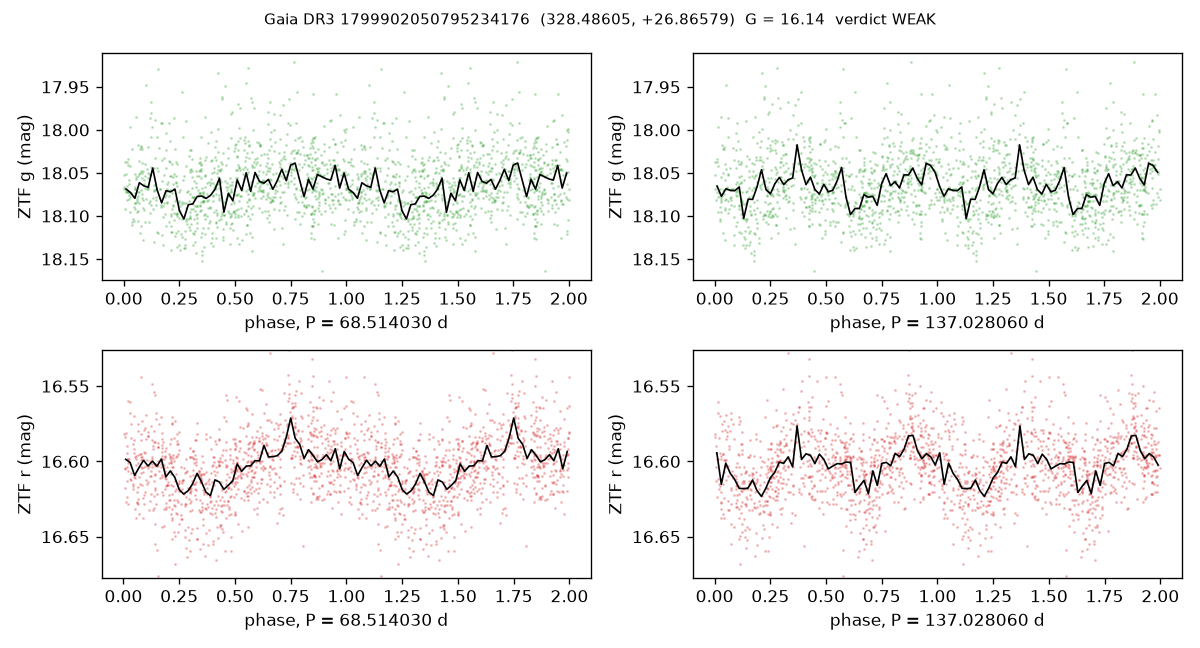 Gaia DR3 1799902050795234176  (328.48605, +26.86579)  G = 16.14  verdict WEAK
ZTF g (mag)
17.95
18.00
18.05
18.10
18.15
0.00 0.25 0.50 0.75 1.00 1.25 1.50 1.75 2.00
phase, P = 68.514030 d
ZTF g (mag)
17.95
18.00
18.05
18.10
18.15
0.00 0.25 0.50 0.75 1.00 1.25 1.50 1.75 2.00
phase, P = 137.028060 d
ZTF r (mag)
16.55
16.60
16.65
0.00 0.25 0.50 0.75 1.00 1.25 1.50 1.75 2.00
phase, P = 68.514030 d
ZTF r (mag)
16.55
16.60
16.65
0.00 0.25 0.50 0.75 1.00 1.25 1.50 1.75 2.00
phase, P = 137.028060 d